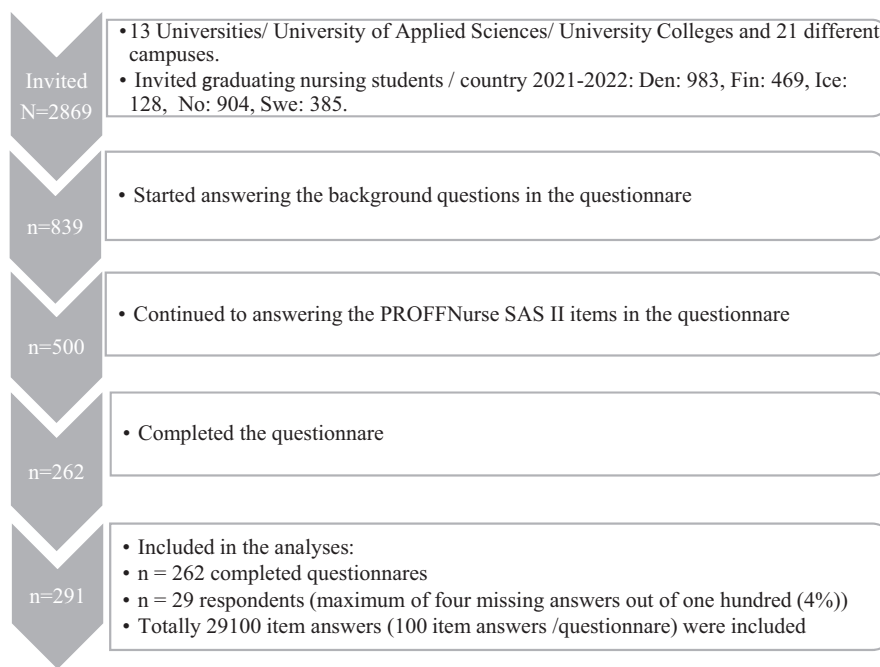 Invited
N=2869
•13 Universities/ University of Applied Sciences/ University Colleges and 21 different
campuses.
• Invited graduating nursing students / country 2021-2022: Den: 983, Fin: 469, Ice:
128, No: 904, Swe: 385.
n=839
• Started answering the background questions in the questionnare
n=500
• Continued to answering the PROFFNurse SAS II items in the questionnare
n=262
• Completed the questionnare
n=291
• Included in the analyses:
• n = 262 completed questionnares
• n = 29 respondents (maximum of four missing answers out of one hundred (4%))
• Totally 29100 item answers (100 item answers /questionnare) were included